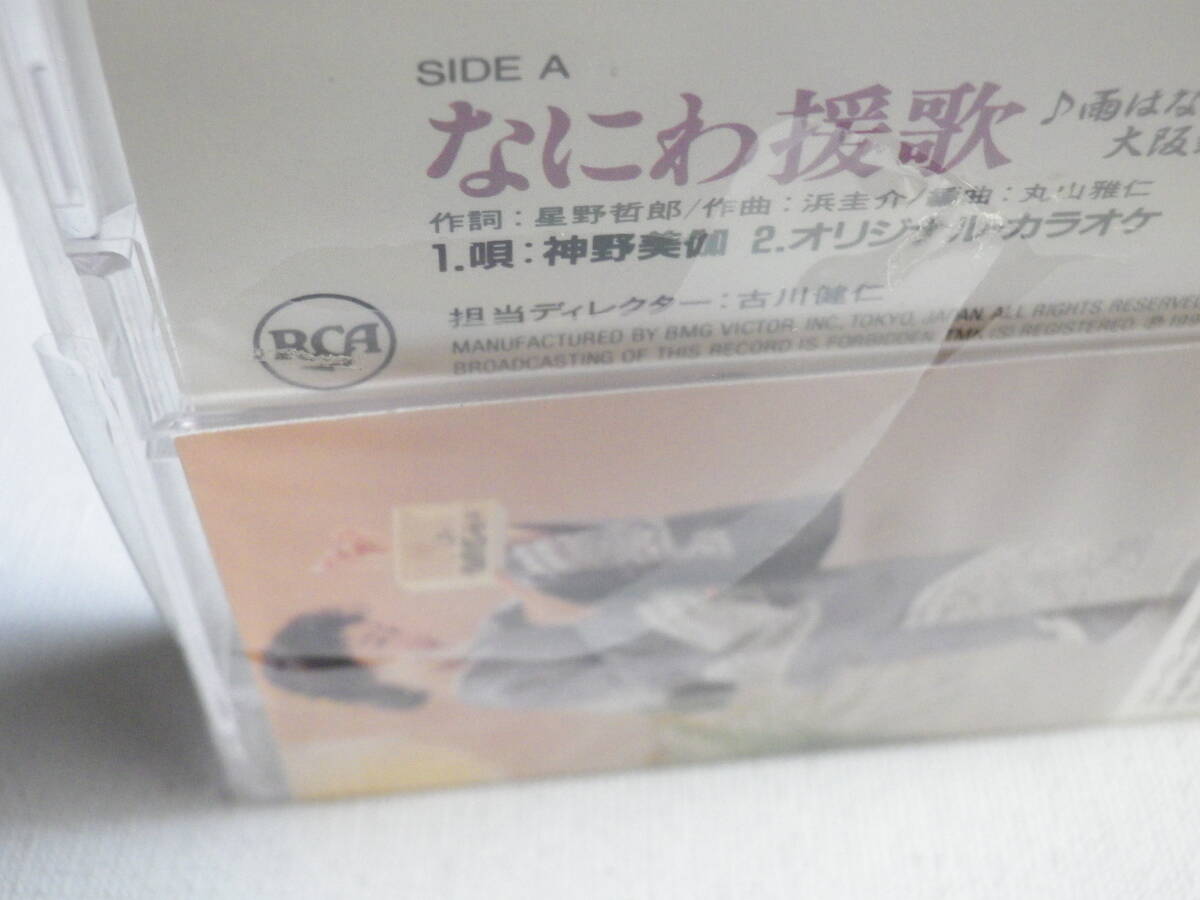 SIDE A
なにわ援歌 ♪雨はな
大阪
作詞：星野哲郎/作曲：浜圭介/編曲：丸山雅仁
1.唄：神野美伽 2.オリジナル・カラオケ
担当ディレクター：古川健仁
RCA
MANUFACTURED BY BMG VICTOR, INC, TOKYO, JAPAN. ALL RIGHTS RESERVED
BROADCASTING OF THIS RECORD IS FORBIDDEN. TMK(S) REGISTERED. Ⓟ 199